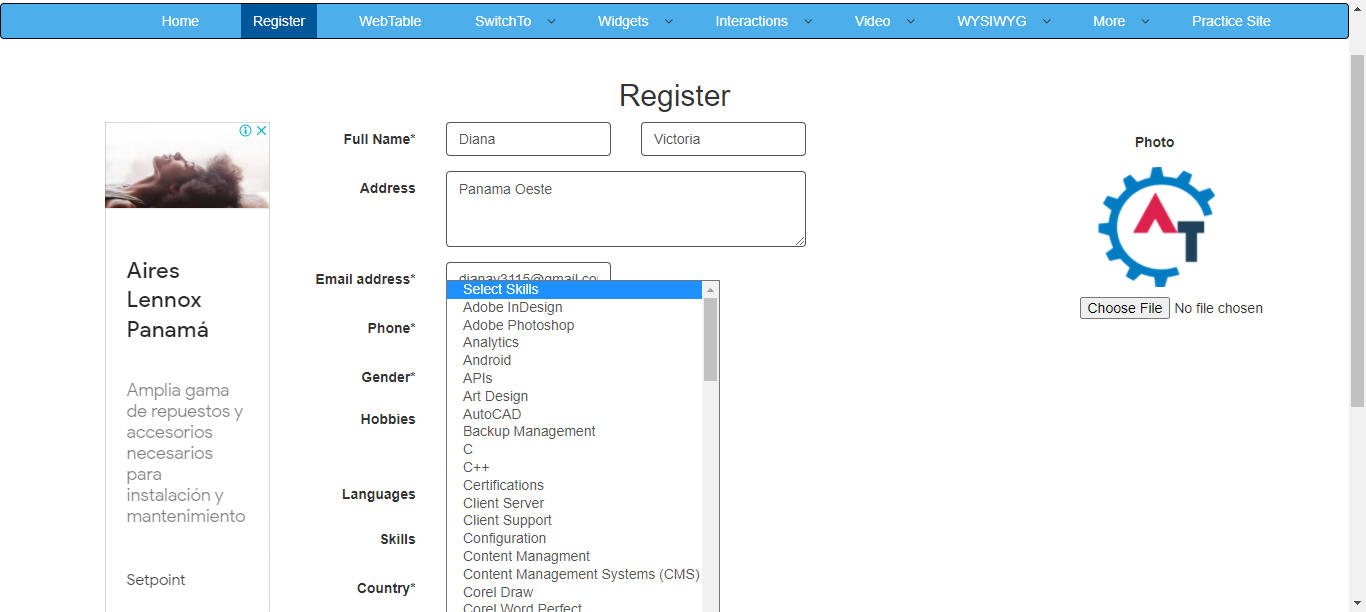 Home Register WebTable SwitchTo Widgets Interactions Video WYSIWYG More Practice Site
Register
Full Name* Diana Victoria
Address Panama Oeste
Email address*
Phone*
Gender*
Hobbies
Languages
Skills
Country*
Select Skills
Adobe InDesign
Adobe Photoshop
Analytics
Android
APIs
Art Design
AutoCAD
Backup Management
C
C++
Certifications
Client Server
Client Support
Configuration
Content Managment
Content Management Systems (CMS)
Corel Draw
Corel Word Perfect
Photo
AT
Choose File No file chosen
Aires
Lennox
Panamá
Amplia gama
de repuestos y
accesorios
necesarios
para
instalación y
mantenimiento
Setpoint